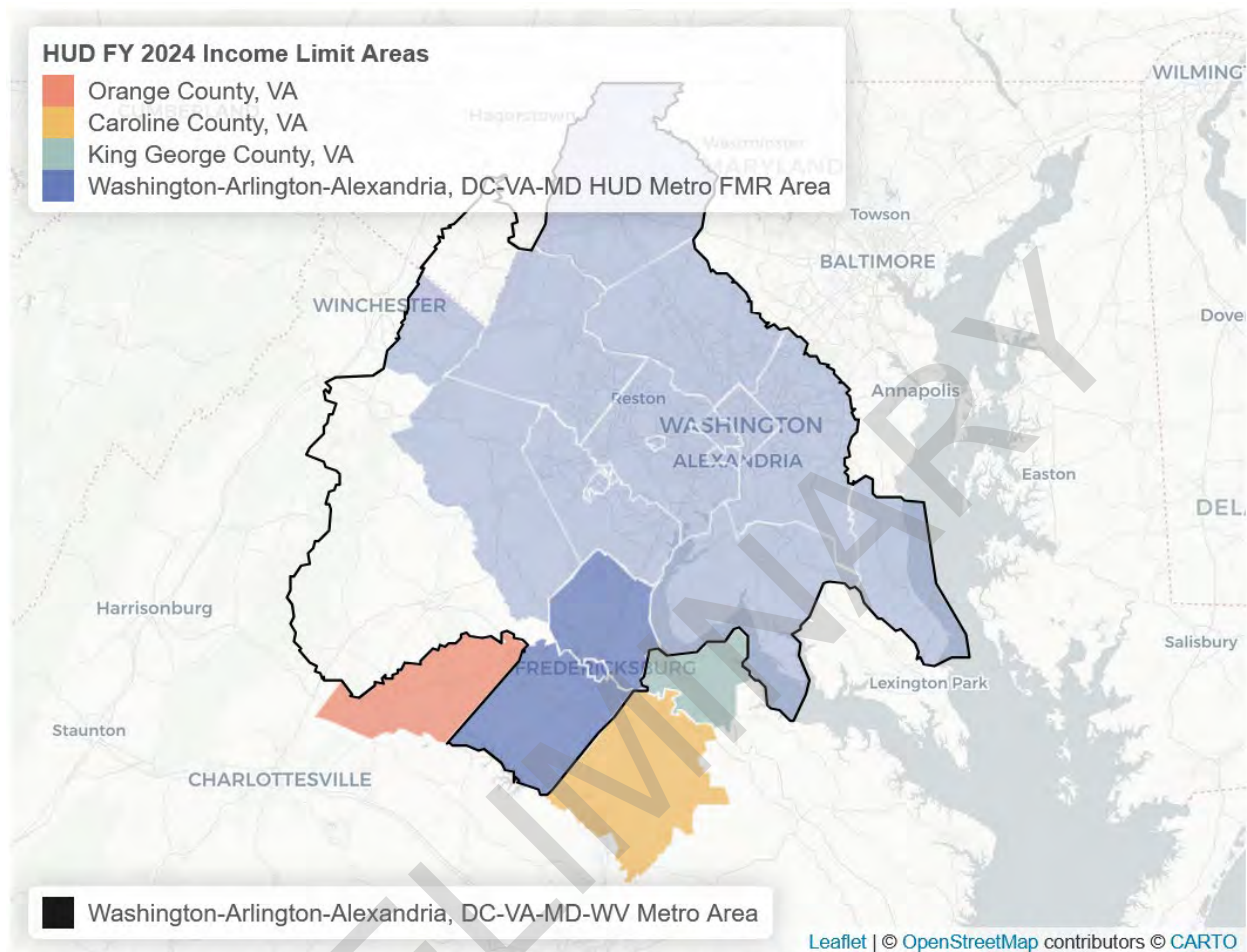 HUD FY 2024 Income Limit Areas
Orange County, VA
Caroline County, VA
King George County, VA
Washington-Arlington-Alexandria, DC-VA-MD HUD Metro FMR Area
CUMBERLAND
Hagerstown
Westminster
MARYLAND
WILMING
Towson
BALTIMORE
WINCHESTER
Dover
Reston
Annapolis
WASHINGTON
ALEXANDRIA
Easton
DEL
Harrisonburg
Salisbury
FREDERICKSBURG
Lexington Park
Staunton
CHARLOTTESVILLE
ELIMINARY
Washington-Arlington-Alexandria, DC-VA-MD-WV Metro Area
Leaflet | © OpenStreetMap contributors © CARTO